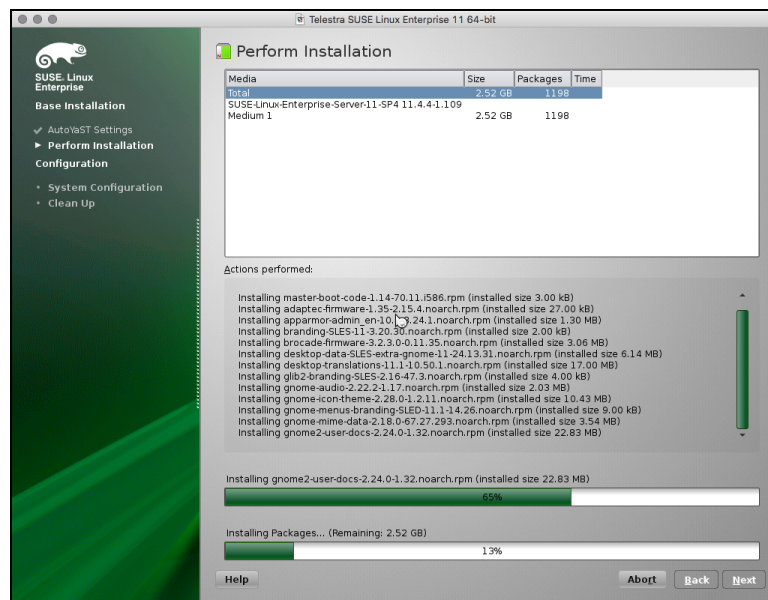 Telestra SUSE Linux Enterprise 11 64-bit
SUSE. Linux
Enterprise
Base Installation
AutoYaST Settings
Perform Installation
Configuration
System Configuration
Clean Up
Perform Installation
Media Size Packages Time
Total 2.52 GB 1198
SUSE-Linux-Enterprise-Server-11-SP4 11.4.4-1.109
Medium 1 2.52 GB 1198
Actions performed:
Installing master-boot-code-1.14-70.11.i586.rpm (installed size 3.00 kB)
Installing adaptec-firmware-1.35-2.15.4.noarch.rpm (installed size 27.00 kB)
Installing .24.1.noarch.rpm (installed size 1.30 MB)
Installing branding-SLES-11-3.20.30.noarch.rpm (installed size 2.00 kB)
Installing brocade-firmware-3.2.3.0-0.11.35.noarch.rpm (installed size 3.06 MB)
Installing desktop-data-SLES-extra-gnome-11-24.13.31.noarch.rpm (installed size 6.14 MB)
Installing desktop-translations-11.1-10.50.1.noarch.rpm (installed size 17.00 MB)
Installing glib2-branding-SLES-2.16-47.3.noarch.rpm (installed size 4.00 kB)
Installing gnome-audio-2.22.2-1.17.noarch.rpm (installed size 2.03 MB)
Installing gnome-icon-theme-2.28.0-1.2.11.noarch.rpm (installed size 10.43 MB)
Installing gnome-menus-branding-SLED-11.1-14.26.noarch.rpm (installed size 9.00 kB)
Installing gnome-mime-data-2.18.0-67.27.293.noarch.rpm (installed size 3.54 MB)
Installing gnome2-user-docs-2.24.0-1.32.noarch.rpm (installed size 22.83 MB)
Installing gnome2-user-docs-2.24.0-1.32.noarch.rpm (installed size 22.83 MB)
65%
Installing Packages... (Remaining: 2.52 GB)
13%
Help Abort Back Next